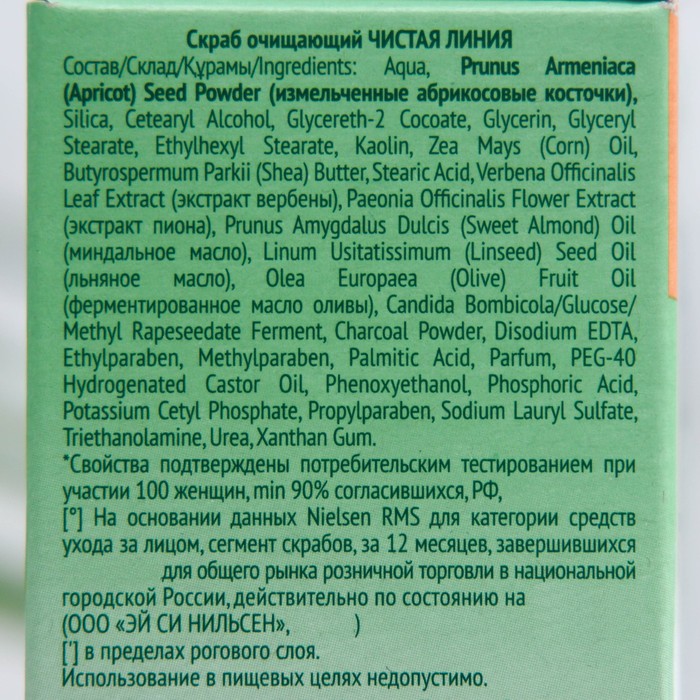 Скраб очищающий ЧИСТАЯ ЛИНИЯ
Состав/Склад/Құрамы/Ingredients: Aqua, Prunus Armeniaca
(Apricot) Seed Powder (измельченные абрикосовые косточки),
Silica, Cetearyl Alcohol, Glycereth-2 Cocoate, Glycerin, Glyceryl
Stearate, Ethylhexyl Stearate, Kaolin, Zea Mays (Corn) Oil,
Butyrospermum Parkii (Shea) Butter, Stearic Acid, Verbena Officinalis
Leaf Extract (экстракт вербены), Paeonia Officinalis Flower Extract
(экстракт пиона), Prunus Amygdalus Dulcis (Sweet Almond) Oil
(миндальное масло), Linum Usitatissimum (Linseed) Seed Oil
(льняное масло), Olea Europaea (Olive) Fruit Oil
(ферментированное масло оливы), Candida Bombicola/Glucose/
Methyl Rapeseedate Ferment, Charcoal Powder, Disodium EDTA,
Ethylparaben, Methylparaben, Palmitic Acid, Parfum, PEG-40
Hydrogenated Castor Oil, Phenoxyethanol, Phosphoric Acid,
Potassium Cetyl Phosphate, Propylparaben, Sodium Lauryl Sulfate,
Triethanolamine, Urea, Xanthan Gum.
*Свойства подтверждены потребительским тестированием при
участии 100 женщин, min 90% согласившихся, РФ,
[°] На основании данных Nielsen RMS для категории средств
ухода за лицом, сегмент скрабов, за 12 месяцев, завершившихся
для общего рынка розничной торговли в национальной
городской России, действительно по состоянию на
(ООО «ЭЙ СИ НИЛЬСЕН», )
['] в пределах рогового слоя.
Использование в пищевых целях недопустимо.